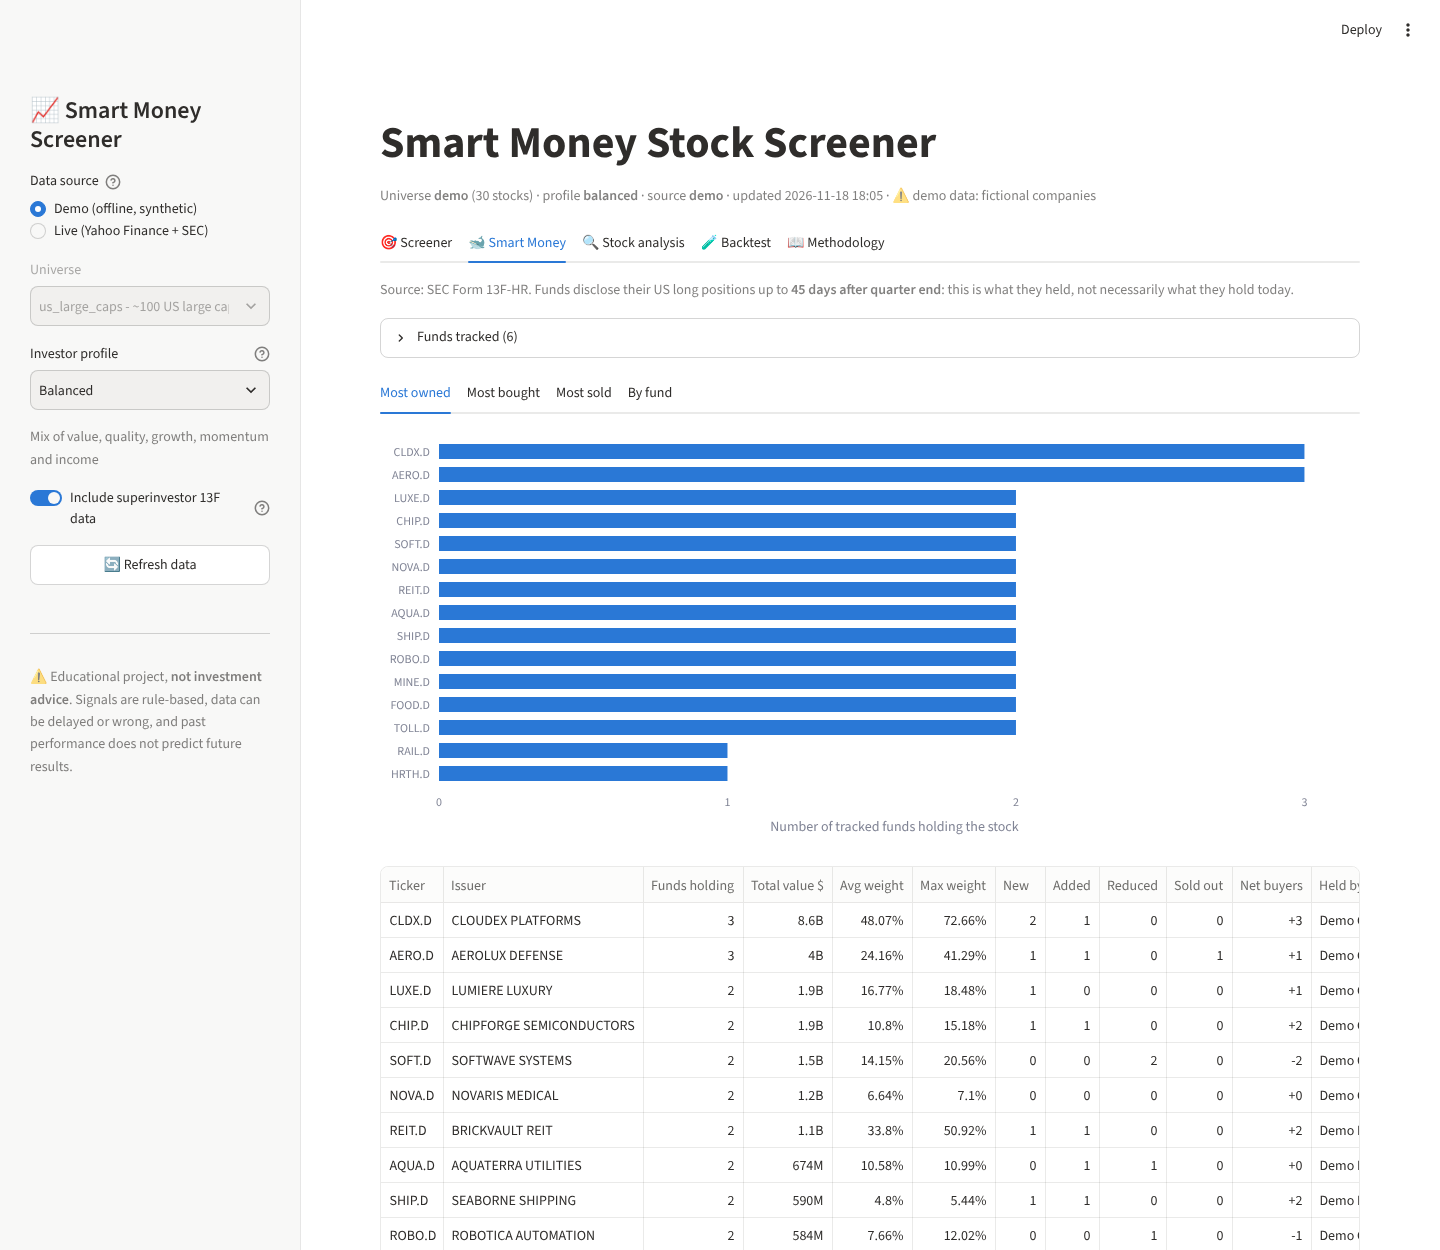 Deploy
📈 Smart Money
Screener
Data source
Demo (offline, synthetic)
Live (Yahoo Finance + SEC)
Universe
us_large_caps - ~100 US large ca
Investor profile
Balanced
Mix of value, quality, growth, momentum
and income
Include superinvestor 13F
data
🔄 Refresh data
⚠️ Educational project, not investment
advice. Signals are rule-based, data can
be delayed or wrong, and past
performance does not predict future
results.
Smart Money Stock Screener
Universe demo (30 stocks) · profile balanced · source demo · updated 2026-11-18 18:05 · ⚠️ demo data: fictional companies
🎯 Screener 🐋 Smart Money 🔍 Stock analysis 🧪 Backtest 📖 Methodology
Source: SEC Form 13F-HR. Funds disclose their US long positions up to 45 days after quarter end: this is what they held, not necessarily what they hold today.
Funds tracked (6)
Most owned Most bought Most sold By fund
CLDX.D
AERO.D
LUXE.D
CHIP.D
SOFT.D
NOVA.D
REIT.D
AQUA.D
SHIP.D
ROBO.D
MINE.D
FOOD.D
TOLL.D
RAIL.D
HRTH.D
0 1 2 3
Number of tracked funds holding the stock
Ticker Issuer Funds holding Total value $ Avg weight Max weight New Added Reduced Sold out Net buyers Held by
CLDX.D CLOUDEX PLATFORMS 3 8.6B 48.07% 72.66% 2 1 0 0 +3 Demo
AERO.D AEROLUX DEFENSE 3 4B 24.16% 41.29% 1 1 0 1 +1 Demo
LUXE.D LUMIERE LUXURY 2 1.9B 16.77% 18.48% 1 0 0 0 +1 Demo
CHIP.D CHIPFORGE SEMICONDUCTORS 2 1.9B 10.8% 15.18% 1 1 0 0 +2 Demo
SOFT.D SOFTWAVE SYSTEMS 2 1.5B 14.15% 20.56% 0 0 2 0 -2 Demo
NOVA.D NOVARIS MEDICAL 2 1.2B 6.64% 7.1% 0 0 0 0 +0 Demo
REIT.D BRICKVAULT REIT 2 1.1B 33.8% 50.92% 1 1 0 0 +2 Demo
AQUA.D AQUATERRA UTILITIES 2 674M 10.58% 10.99% 0 1 1 0 +0 Demo
SHIP.D SEABORNE SHIPPING 2 590M 4.8% 5.44% 1 1 0 0 +2 Demo
ROBO.D ROBOTICA AUTOMATION 2 584M 7.66% 12.02% 0 0 1 0 -1 Demo